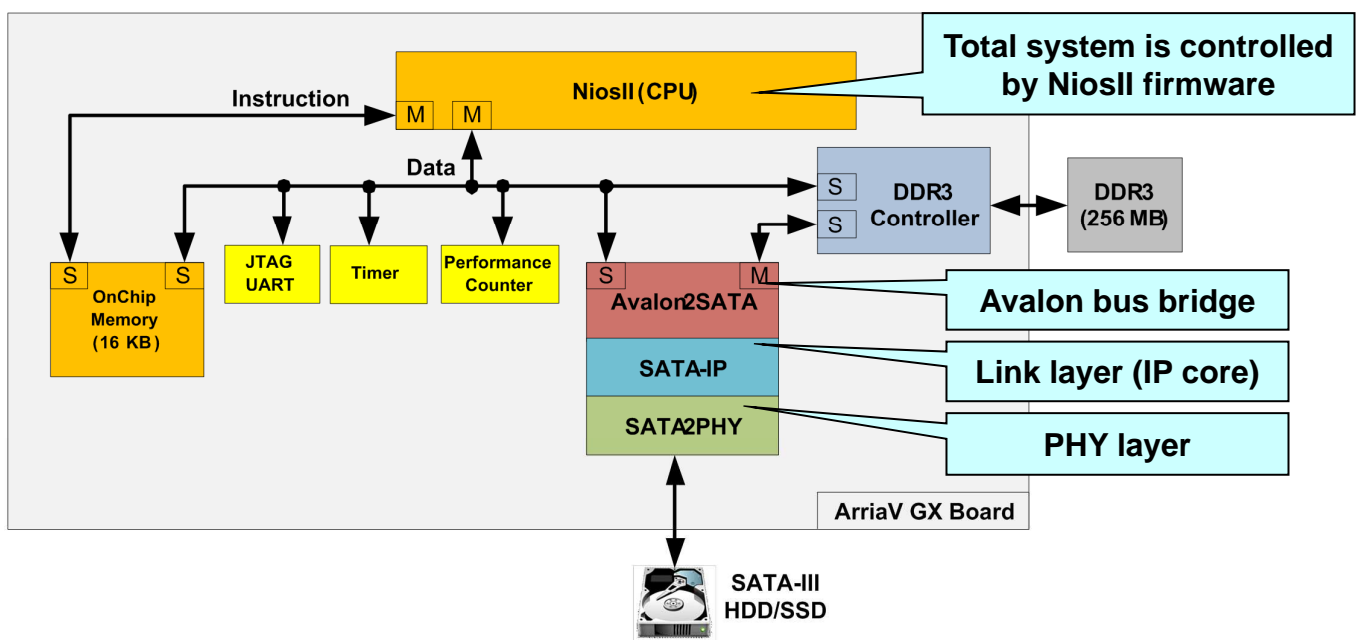 Total system is controlled
by NiosII firmware
NiosII (CPU)
Instruction
M
M
Data
S
S
DDR3
Controller
DDR3
(256 MB)
S
S
OnChip
Memory
(16 KB)
JTAG
UART
Timer
Performance
Counter
S
M
Avalon2SATA
Avalon bus bridge
SATA-IP
Link layer (IP core)
SATA2PHY
PHY layer
ArriaV GX Board
SATA-III
HDD/SSD